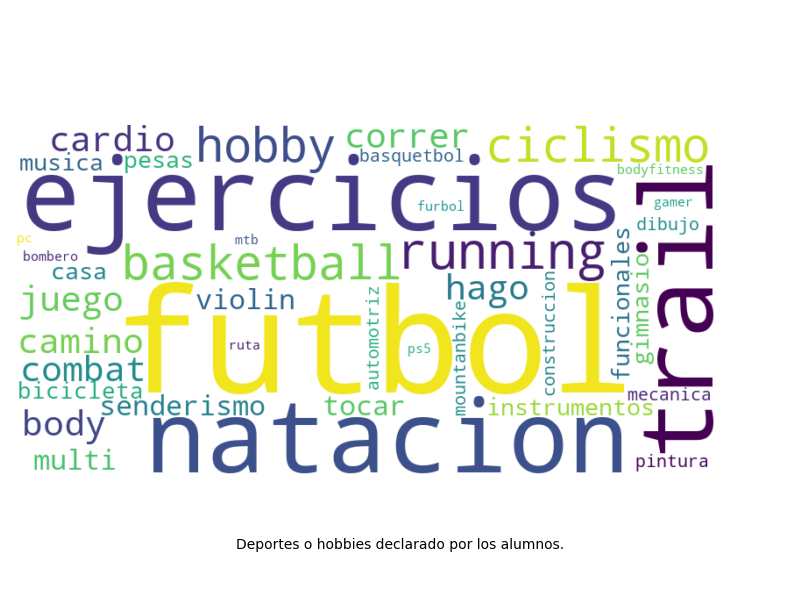 cardio
hobby
correr
ciclismo
musica
pesas
basquetbol
bodyfitness
ejercicios
furbol
gamer
trail
dibujo
pc
mtb
bombero
casa
basketball
running
funcionales
gimnasio
juego
violin
hago
construccion
futbol
automotriz
mountanbike
camino
ruta
ps5
combat
bicicleta
senderismo
tocar
instrumentos
mecanica
body
natacion
multi
pintura
Deportes o hobbies declarado por los alumnos.